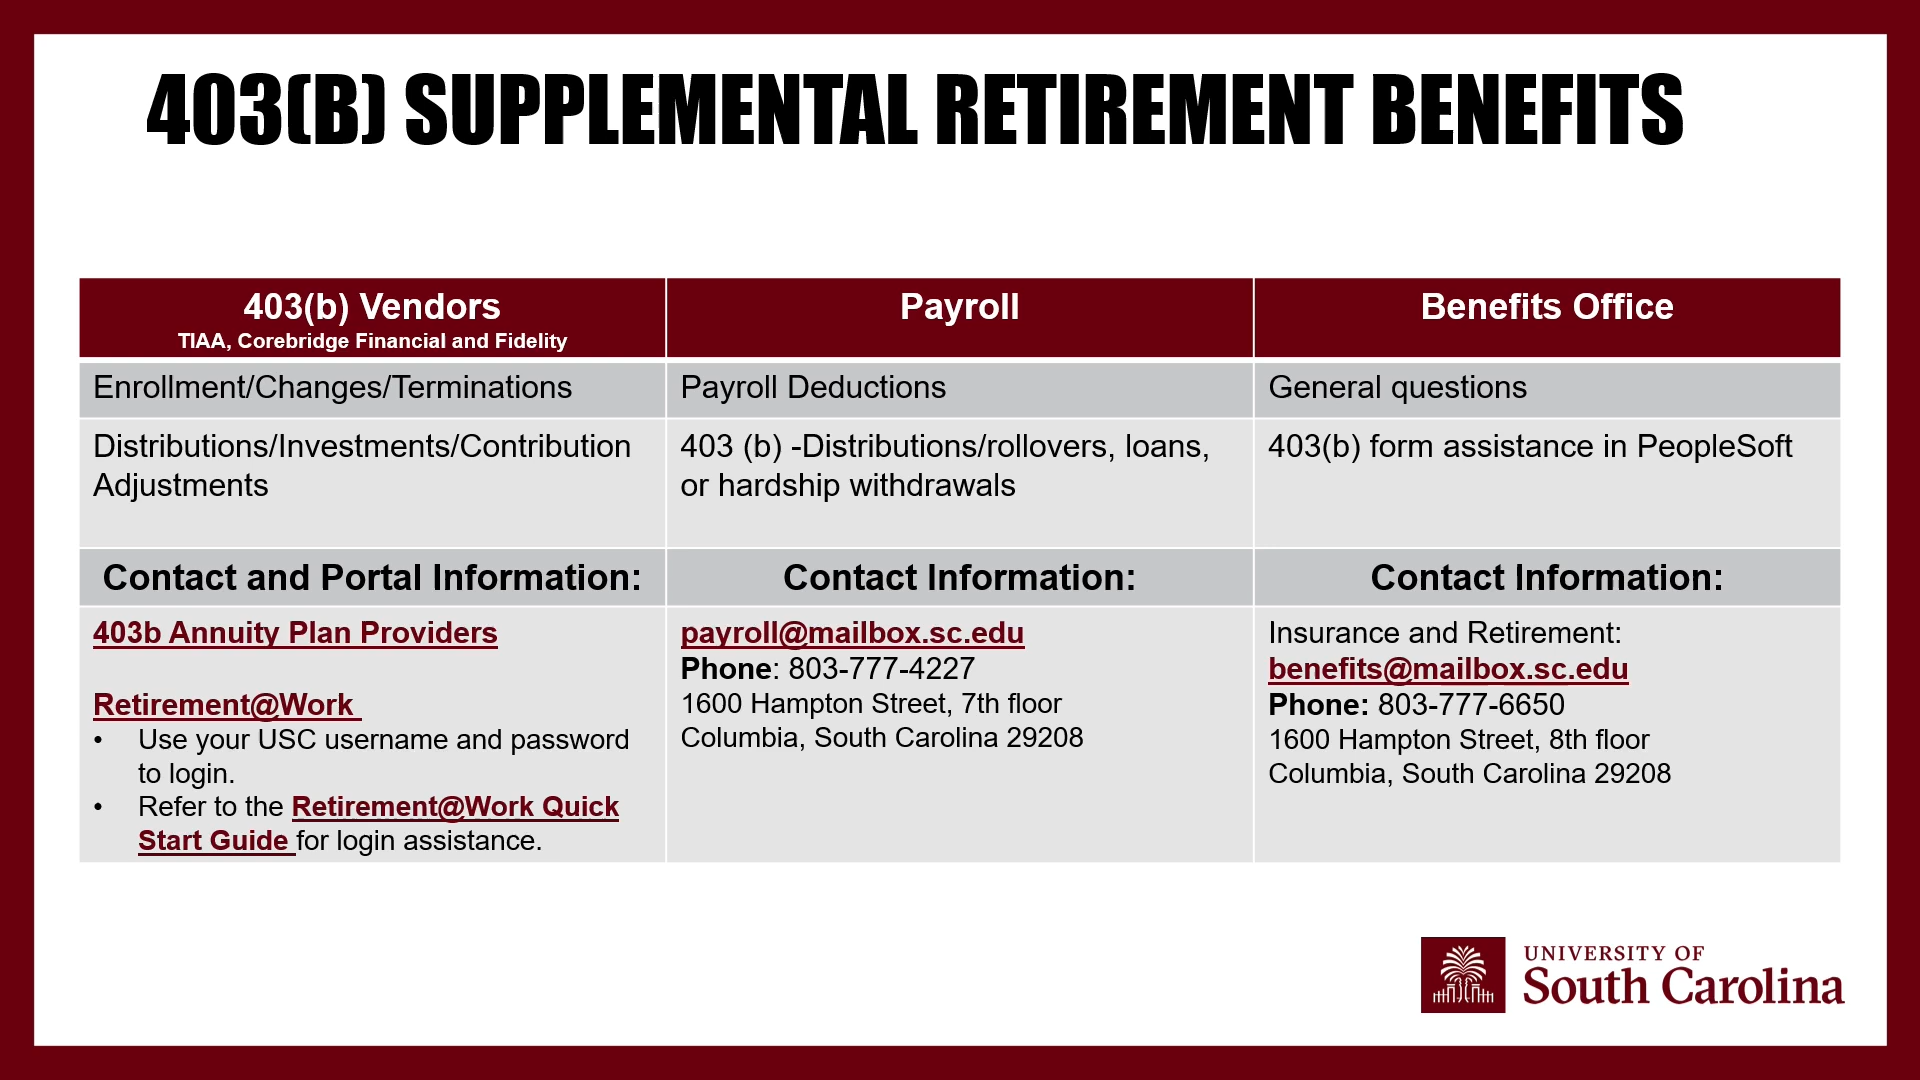 403(B) SUPPLEMENTAL RETIREMENT BENEFITS
403(b) Vendors
TIAA, Corebridge Financial and Fidelity
Payroll
Benefits Office
Enrollment/Changes/Terminations
Payroll Deductions
General questions
Distributions/Investments/Contribution
Adjustments
403 (b) -Distributions/rollovers, loans,
or hardship withdrawals
403(b) form assistance in PeopleSoft
Contact and Portal Information:
Contact Information:
Contact Information:
403b Annuity Plan Providers
Retirement@Work
• Use your USC username and password
to login.
• Refer to the Retirement@Work Quick
Start Guide for login assistance.
payroll@mailbox.sc.edu
Phone: 803-777-4227
1600 Hampton Street, 7th floor
Columbia, South Carolina 29208
Insurance and Retirement:
benefits@mailbox.sc.edu
Phone: 803-777-6650
1600 Hampton Street, 8th floor
Columbia, South Carolina 29208
UNIVERSITY OF
South Carolina